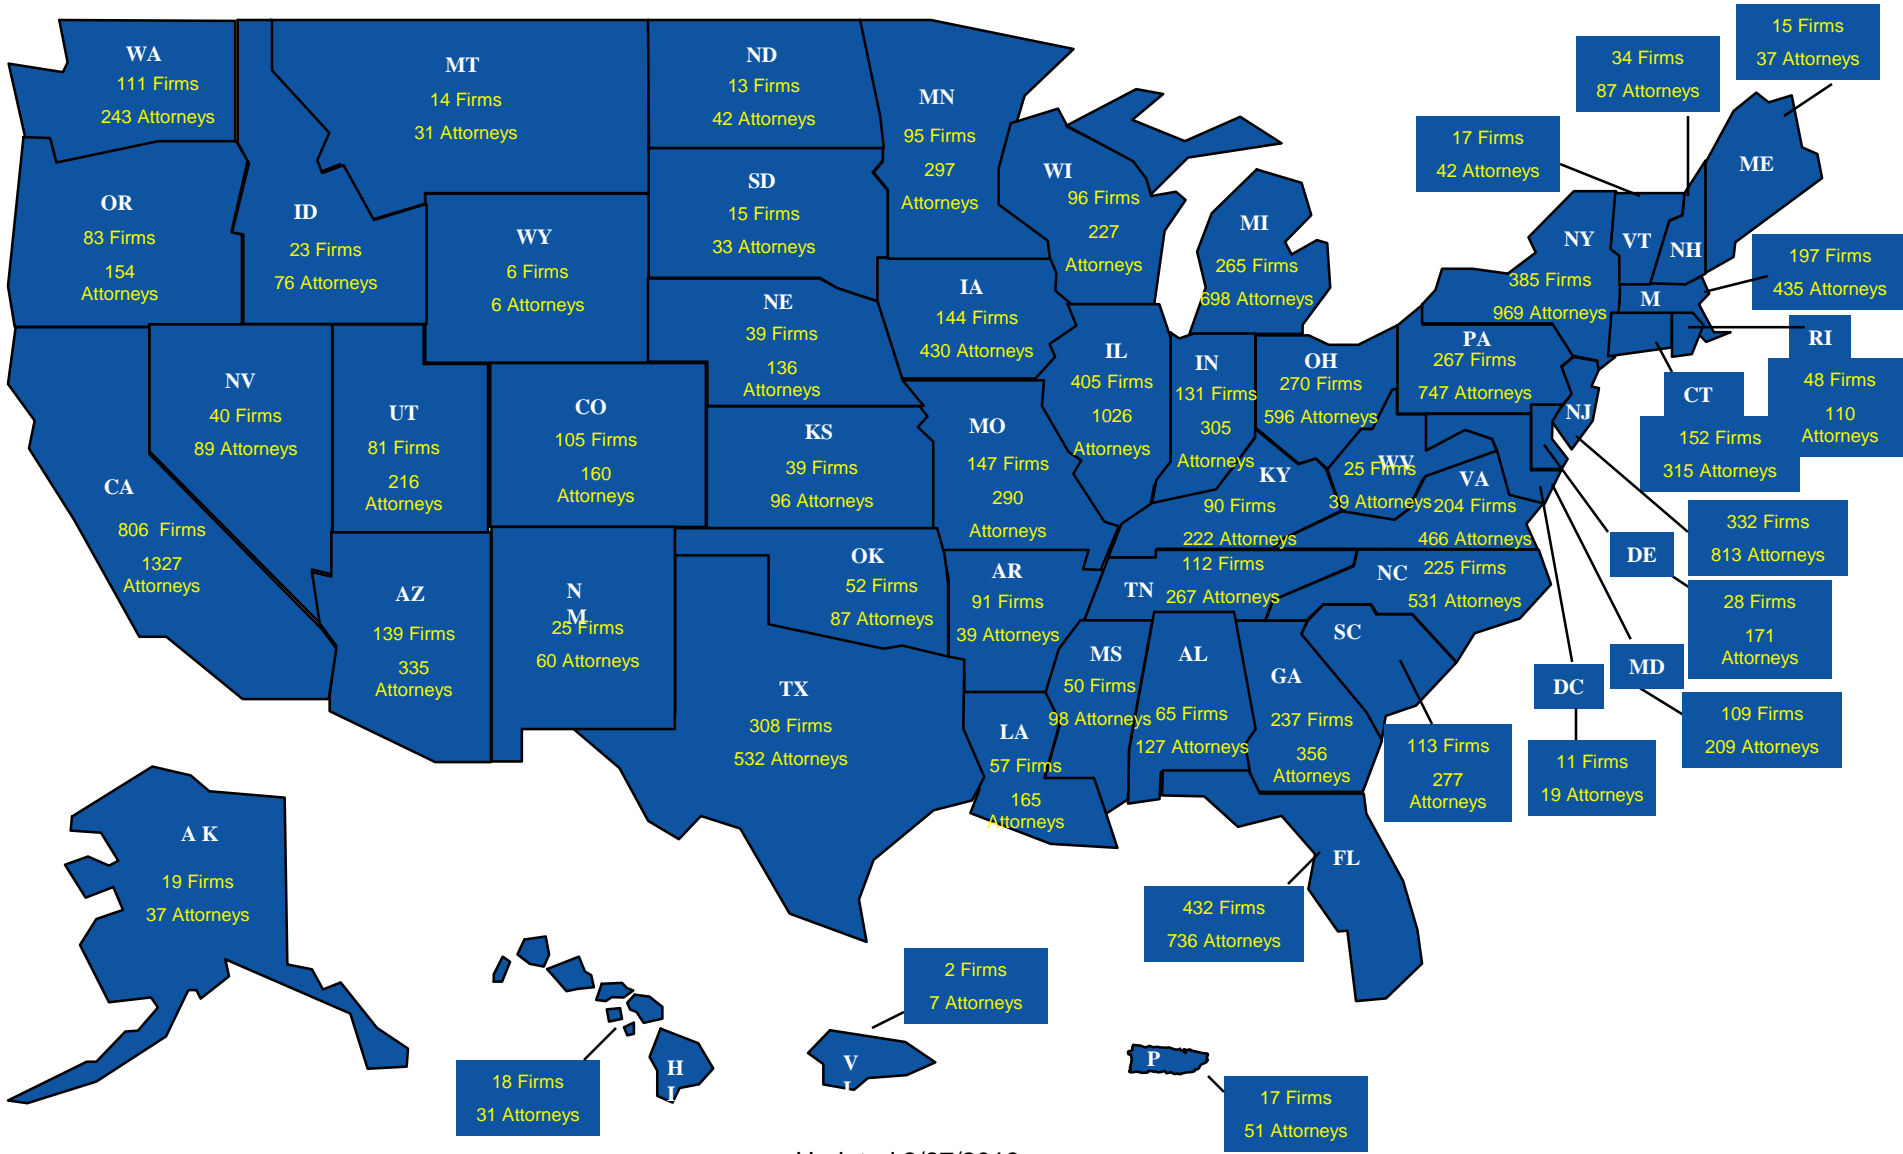 WA
111 Firms
243 Attorneys
OR
83 Firms
154
Attorneys
ID
23 Firms
76 Attorneys
MT
14 Firms
31 Attorneys
WY
6 Firms
6 Attorneys
ND
13 Firms
42 Attorneys
SD
15 Firms
33 Attorneys
NE
39 Firms
136
Attorneys
MN
95 Firms
297
Attorneys
WI
96 Firms
227
Attorneys
MI
265 Firms
698 Attorneys
IA
144 Firms
430 Attorneys
IL
405 Firms
1026
Attorneys
IN
131 Firms
305
Attorneys
OH
270 Firms
596 Attorneys
PA
267 Firms
747 Attorneys
NY
385 Firms
969 Attorneys
VT
17 Firms
42 Attorneys
NH
34 Firms
87 Attorneys
ME
15 Firms
37 Attorneys
M
197 Firms
435 Attorneys
RI
48 Firms
110
Attorneys
CT
152 Firms
315 Attorneys
NJ
332 Firms
813 Attorneys
DE
28 Firms
171
Attorneys
MD
109 Firms
209 Attorneys
DC
11 Firms
19 Attorneys
CA
806 Firms
1327
Attorneys
NV
40 Firms
89 Attorneys
UT
81 Firms
216
Attorneys
CO
105 Firms
160
Attorneys
KS
39 Firms
96 Attorneys
MO
147 Firms
290
Attorneys
KY
90 Firms
222 Attorneys
WV
25 Firms
39 Attorneys
VA
204 Firms
466 Attorneys
AZ
139 Firms
335
Attorneys
N
M
25 Firms
60 Attorneys
OK
52 Firms
87 Attorneys
AR
91 Firms
39 Attorneys
TN
112 Firms
267 Attorneys
NC
225 Firms
531 Attorneys
SC
113 Firms
277
Attorneys
TX
308 Firms
532 Attorneys
LA
57 Firms
165
Attorneys
MS
50 Firms
98 Attorneys
AL
65 Firms
127 Attorneys
GA
237 Firms
356
Attorneys
FL
432 Firms
736 Attorneys
A K
19 Firms
37 Attorneys
H
I
18 Firms
31 Attorneys
V
I
2 Firms
7 Attorneys
P
17 Firms
51 Attorneys